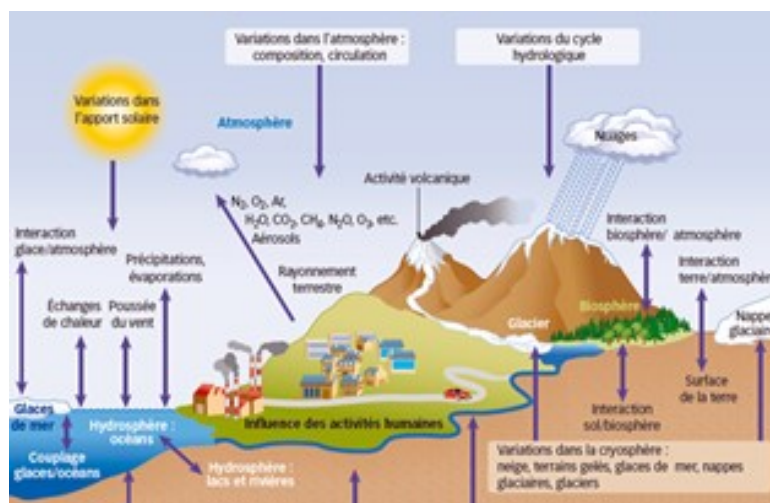 Variations dans l'atmosphère :
composition, circulation
Variations du cycle
hydrologique
Variations dans
l'apport solaire
Atmosphère
Nuages
Activité volcanique
N₂, O₂, Ar,
H₂O, CO₂, CH₄, N₂O, O₃, etc.
Aérosols
Interaction
glace/atmosphère
Précipitations,
évaporations
Rayonnement
terrestre
Interaction
biosphère/ atmosphère
Interaction
terre/atmosphère
Échanges
de chaleur
Poussée
du vent
Glacier
Biosphère
Nappes
glaciaires
Glaces
de mer
Hydrosphère :
océans
Influence des activités humaines
Interaction
sol/biosphère
Surface
de la terre
Couplage
glaces/océans
Hydrosphère :
lacs et rivières
Variations dans la cryosphère :
neige, terrains gelés, glaces de mer, nappes
glaciaires, glaciers